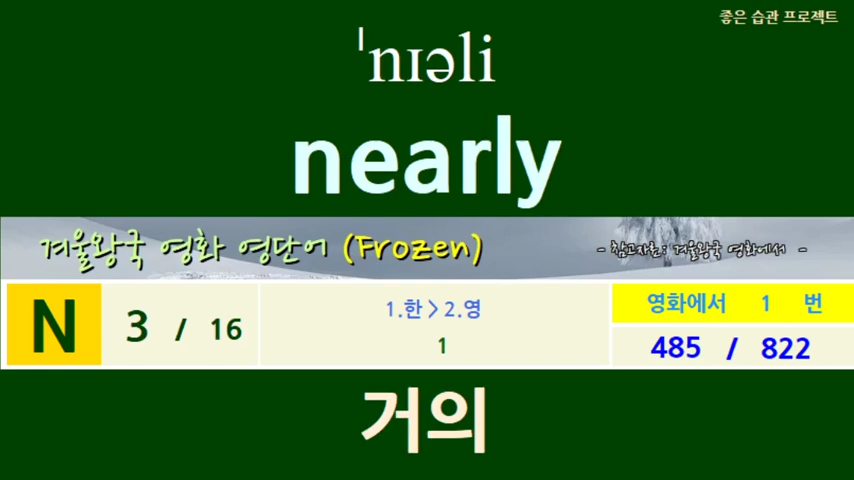 좋은 습관 프로젝트
ˈnɪəli
nearly
겨울왕국 영화 영단어 (Frozen)
- 참고자료: 겨울왕국 영화에서 -
N
3 / 16
1.한 > 2.영
1
영화에서 1 번
485 / 822
거의